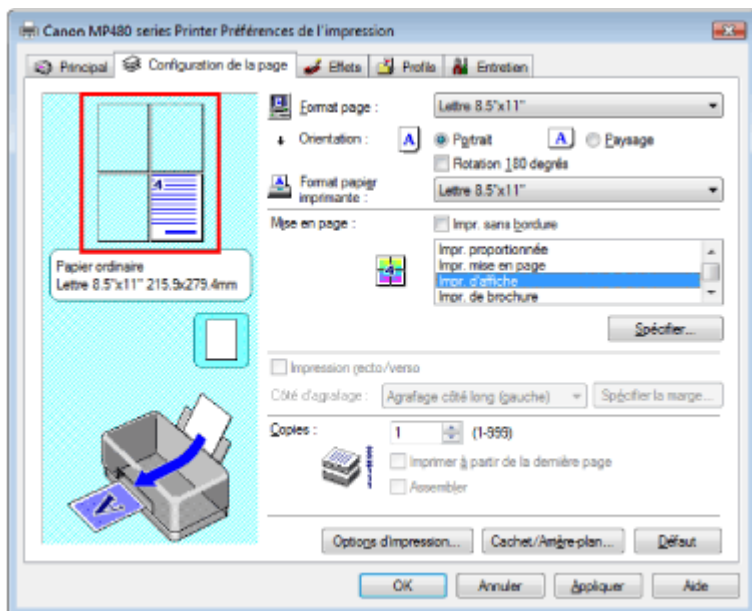 Canon MP480 series Printer Préférences de l'impression
Principal
Configuration de la page
Effets
Profils
Entretien
Format page :
Lettre 8.5"x11"
Orientation :
A
Portrait
A
Paysage
Rotation 180 degrés
Format papier imprimante :
Lettre 8.5"x11"
4
Papier ordinaire
Lettre 8.5"x11" 215.9x279.4mm
Mise en page :
Impr. sans bordure
Impr. proportionnée
Impr. mise en page
Impr. d'affiche
Impr. de brochure
Spécifier...
Impression recto/verso
Côté d'agrafage :
Agrafage côté long (gauche)
Spécifier la marge...
Copies :
1
(1-999)
Imprimer à partir de la dernière page
Assembler
Options d'impression...
Cachet/Arrière-plan...
Défaut
OK
Annuler
Appliquer
Aide